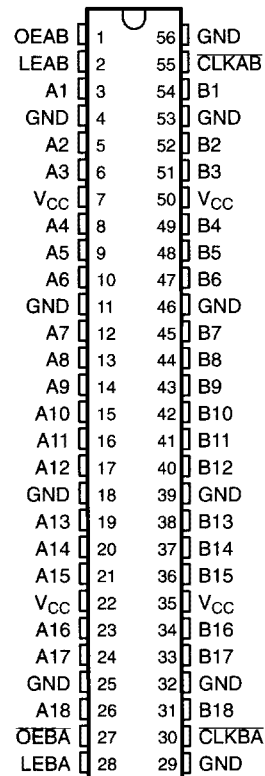 OEAB 1 56 GND
LEAB 2 55 CLKAB
A1 3 54 B1
GND 4 53 GND
A2 5 52 B2
A3 6 51 B3
VCC 7 50 VCC
A4 8 49 B4
A5 9 48 B5
A6 10 47 B6
GND 11 46 GND
A7 12 45 B7
A8 13 44 B8
A9 14 43 B9
A10 15 42 B10
A11 16 41 B11
A12 17 40 B12
GND 18 39 GND
A13 19 38 B13
A14 20 37 B14
A15 21 36 B15
VCC 22 35 VCC
A16 23 34 B16
A17 24 33 B17
GND 25 32 GND
A18 26 31 B18
OEBA 27 30 CLKBA
LEBA 28 29 GND